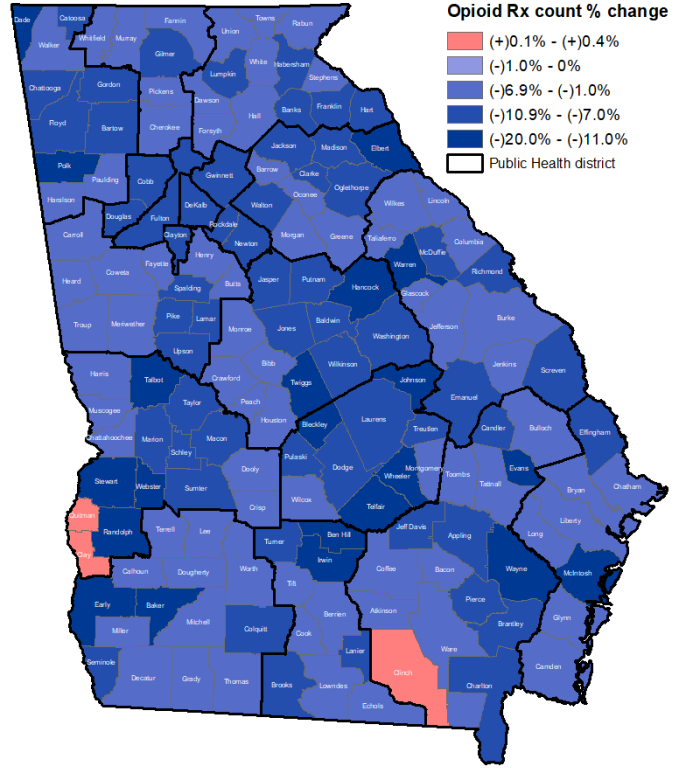 Opioid Rx count % change
(+)0.1% - (+)0.4%
(-)1.0% - 0%
(-)6.9% - (-)1.0%
(-)10.9% - (-)7.0%
(-)20.0% - (-)11.0%
Public Health district
Dade
Catoosa
Fannin
Towns
Rabun
Walker
Whitfield
Murray
Union
Gilmer
White
Habersham
Lumpkin
Stephens
Chattooga
Gordon
Pickens
Dawson
Banks
Franklin
Hart
Floyd
Bartow
Cherokee
Forsyth
Hall
Jackson
Madison
Elbert
Polk
Paulding
Cobb
Gwinnett
Barrow
Clarke
Oglethorpe
Haralson
Douglas
Fulton
DeKalb
Walton
Oconee
Wilkes
Lincoln
Carroll
Clayton
Rockdale
Newton
Morgan
Greene
Taliaferro
Columbia
McDuffie
Fayette
Henry
Warren
Richmond
Heard
Coweta
Spalding
Butts
Jasper
Putnam
Hancock
Glascock
Troup
Meriwether
Pike
Lamar
Monroe
Jones
Baldwin
Washington
Jefferson
Burke
Upson
Bibb
Wilkinson
Jenkins
Screven
Harris
Talbot
Crawford
Twiggs
Johnson
Emanuel
Muscogee
Taylor
Peach
Houston
Bleckley
Laurens
Treutlen
Candler
Bulloch
Effingham
Chattahoochee
Marion
Macon
Schley
Pulaski
Dodge
Wheeler
Montgomery
Toombs
Evans
Tattnall
Stewart
Webster
Sumter
Dooly
Wilcox
Telfair
Bryan
Chatham
Quitman
Randolph
Crisp
Jeff Davis
Appling
Long
Liberty
Clay
Terrell
Lee
Turner
Ben Hill
Irwin
Calhoun
Dougherty
Worth
Tift
Coffee
Bacon
Wayne
McIntosh
Early
Baker
Mitchell
Berrien
Atkinson
Pierce
Brantley
Glynn
Miller
Colquitt
Cook
Lanier
Ware
Seminole
Clinch
Camden
Decatur
Grady
Thomas
Brooks
Lowndes
Echols
Charlton